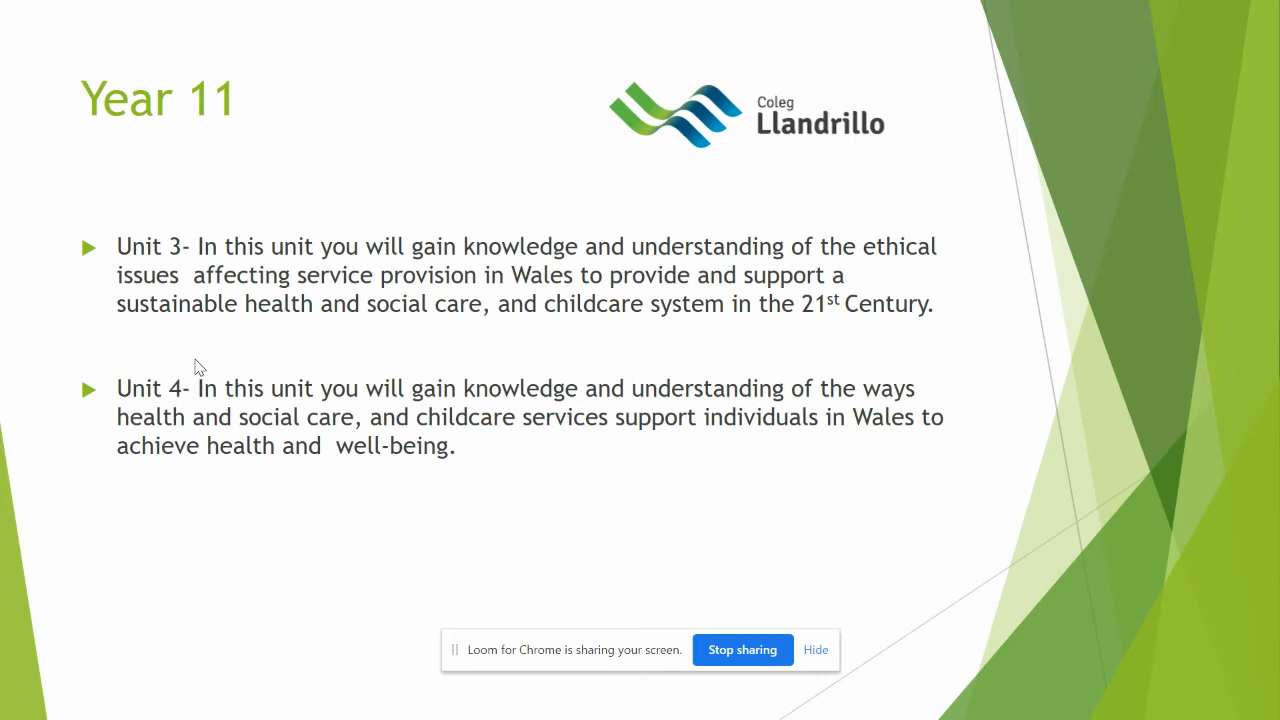 Year 11
Coleg
Llandrillo
Unit 3- In this unit you will gain knowledge and understanding of the ethical
issues  affecting service provision in Wales to provide and support a
sustainable health and social care, and childcare system in the 21st Century.
Unit 4- In this unit you will gain knowledge and understanding of the ways
health and social care, and childcare services support individuals in Wales to
achieve health and  well-being.
Loom for Chrome is sharing your screen. Stop sharing Hide